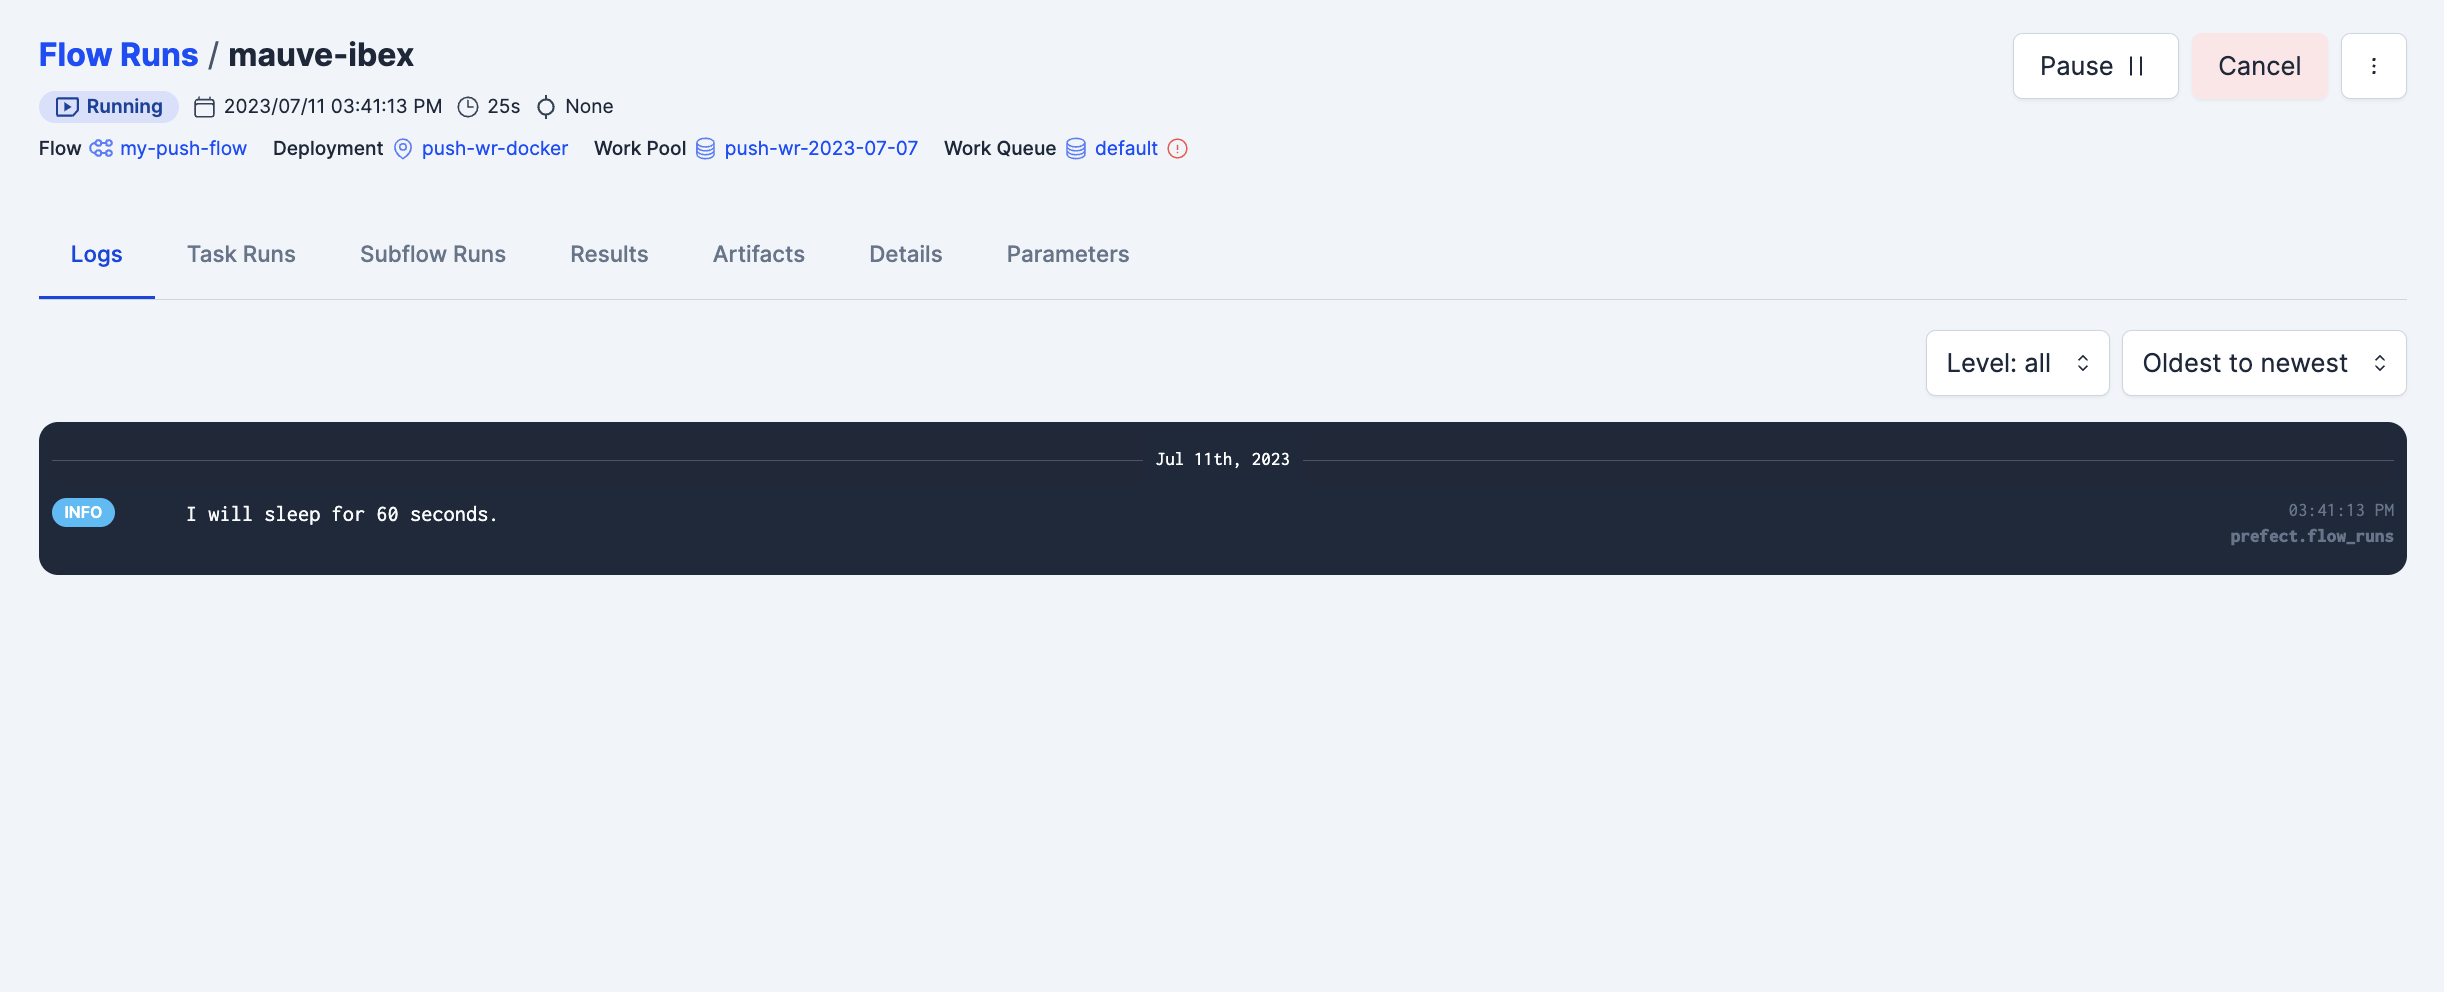 Flow Runs / mauve-ibex
Pause Cancel
Running 2023/07/11 03:41:13 PM 25s None
Flow my-push-flow Deployment push-wr-docker Work Pool push-wr-2023-07-07 Work Queue default
Logs Task Runs Subflow Runs Results Artifacts Details Parameters
Level: all Oldest to newest
Jul 11th, 2023
INFO I will sleep for 60 seconds. 03:41:13 PM
prefect.flow_runs